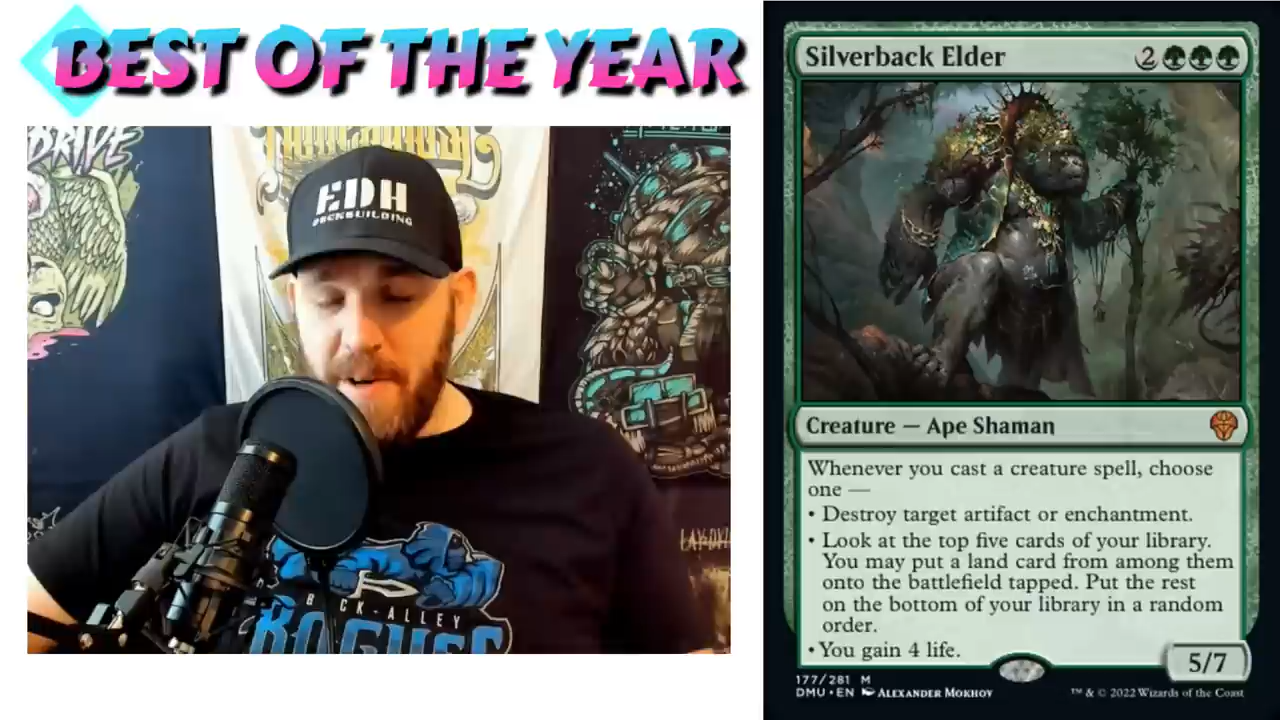 BEST OF THE YEAR
BRIDE
EDH
DECKBUILDING
ROGUES
Silverback Elder
2
Creature — Ape Shaman
Whenever you cast a creature spell, choose
one —
• Destroy target artifact or enchantment.
• Look at the top five cards of your library.
You may put a land card from among them
onto the battlefield tapped. Put the rest
on the bottom of your library in a random
order.
• You gain 4 life.
5/7
177/281 M
DMU • EN ALEXANDER MOKHOV
™ & © 2022 Wizards of the Coast